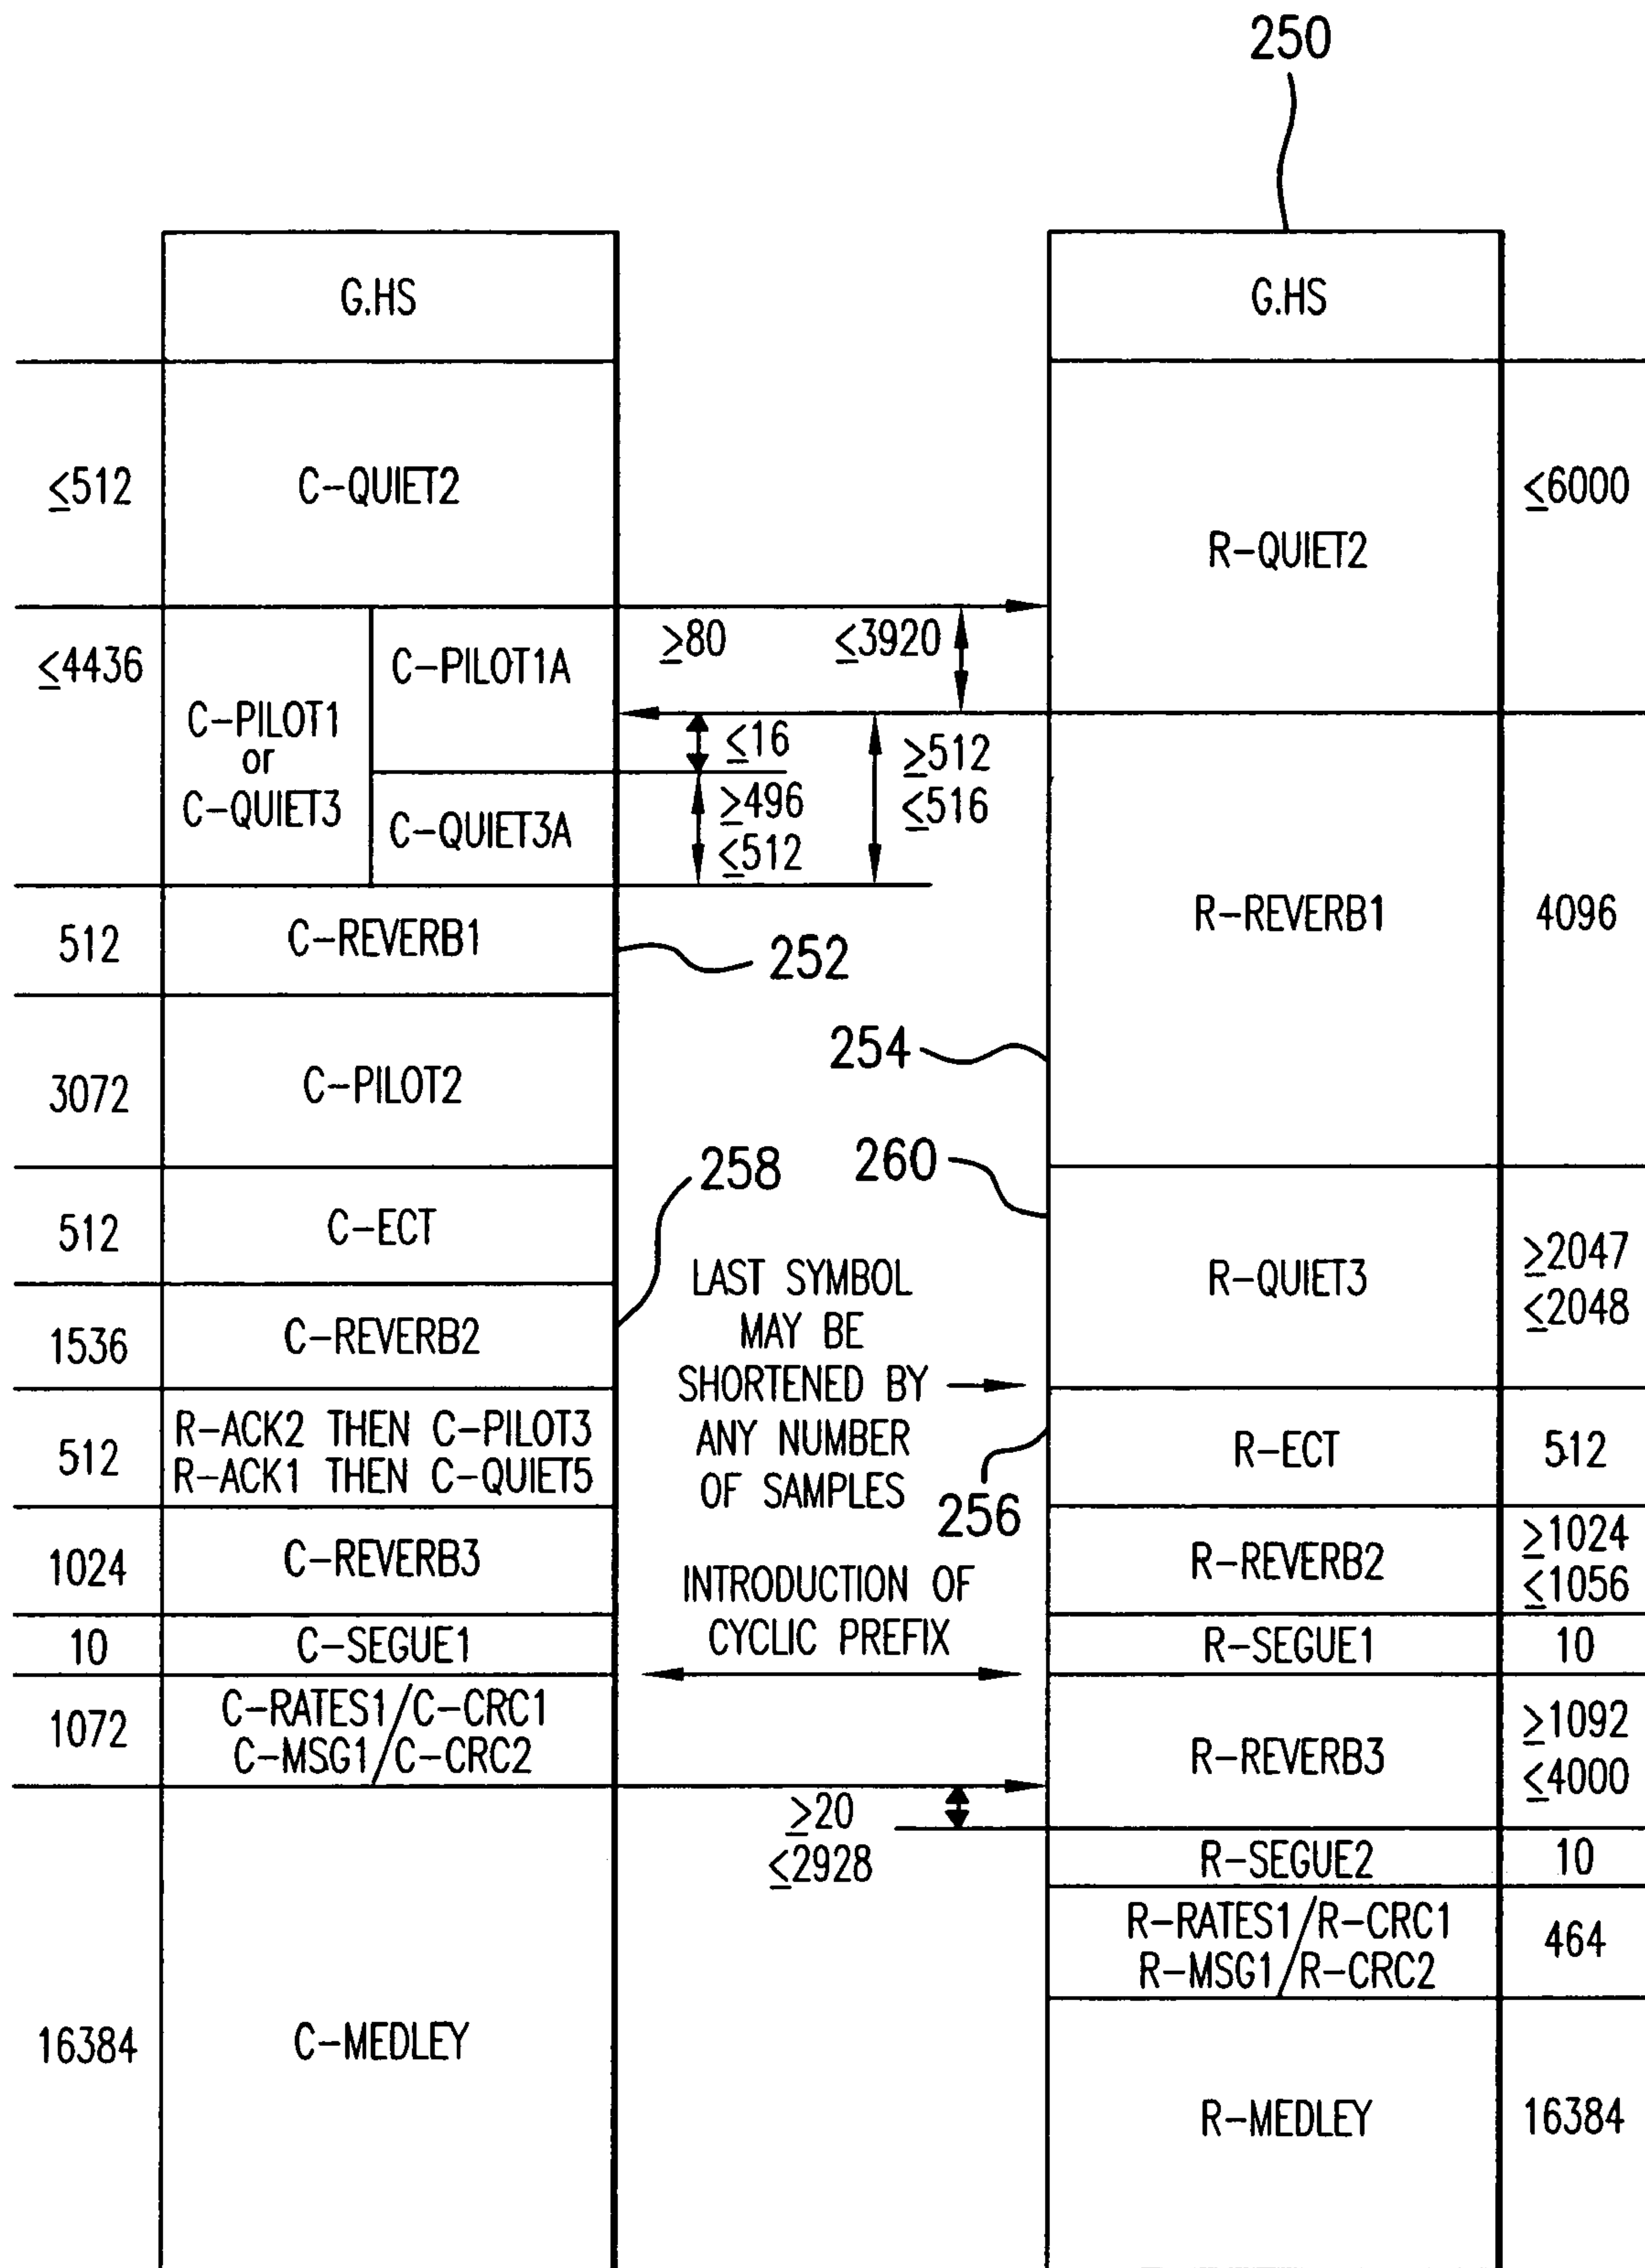 250
G.HS
G.HS
≤512
C-QUIET2
R-QUIET2
≤6000
≤4436
C-PILOT1
or
C-QUIET3
C-PILOT1A
C-QUIET3A
≥80
≤3920
≤16
≥496
≤512
≥512
≤516
512
C-REVERB1
252
R-REVERB1
4096
254
3072
C-PILOT2
258
260
512
C-ECT
R-QUIET3
≥2047
≤2048
1536
C-REVERB2
LAST SYMBOL
MAY BE
SHORTENED BY
ANY NUMBER
OF SAMPLES
512
R-ACK2 THEN C-PILOT3
R-ACK1 THEN C-QUIET5
256
R-ECT
512
1024
C-REVERB3
INTRODUCTION OF
CYCLIC PREFIX
R-REVERB2
≥1024
≤1056
10
C-SEGUE1
R-SEGUE1
10
1072
C-RATES1/C-CRC1
C-MSG1/C-CRC2
R-REVERB3
≥1092
≤4000
≥20
≤2928
R-SEGUE2
10
R-RATES1/R-CRC1
R-MSG1/R-CRC2
464
16384
C-MEDLEY
R-MEDLEY
16384